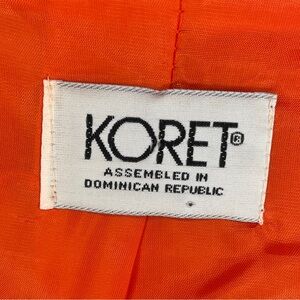 KORET®
ASSEMBLED IN
DOMINICAN REPUBLIC